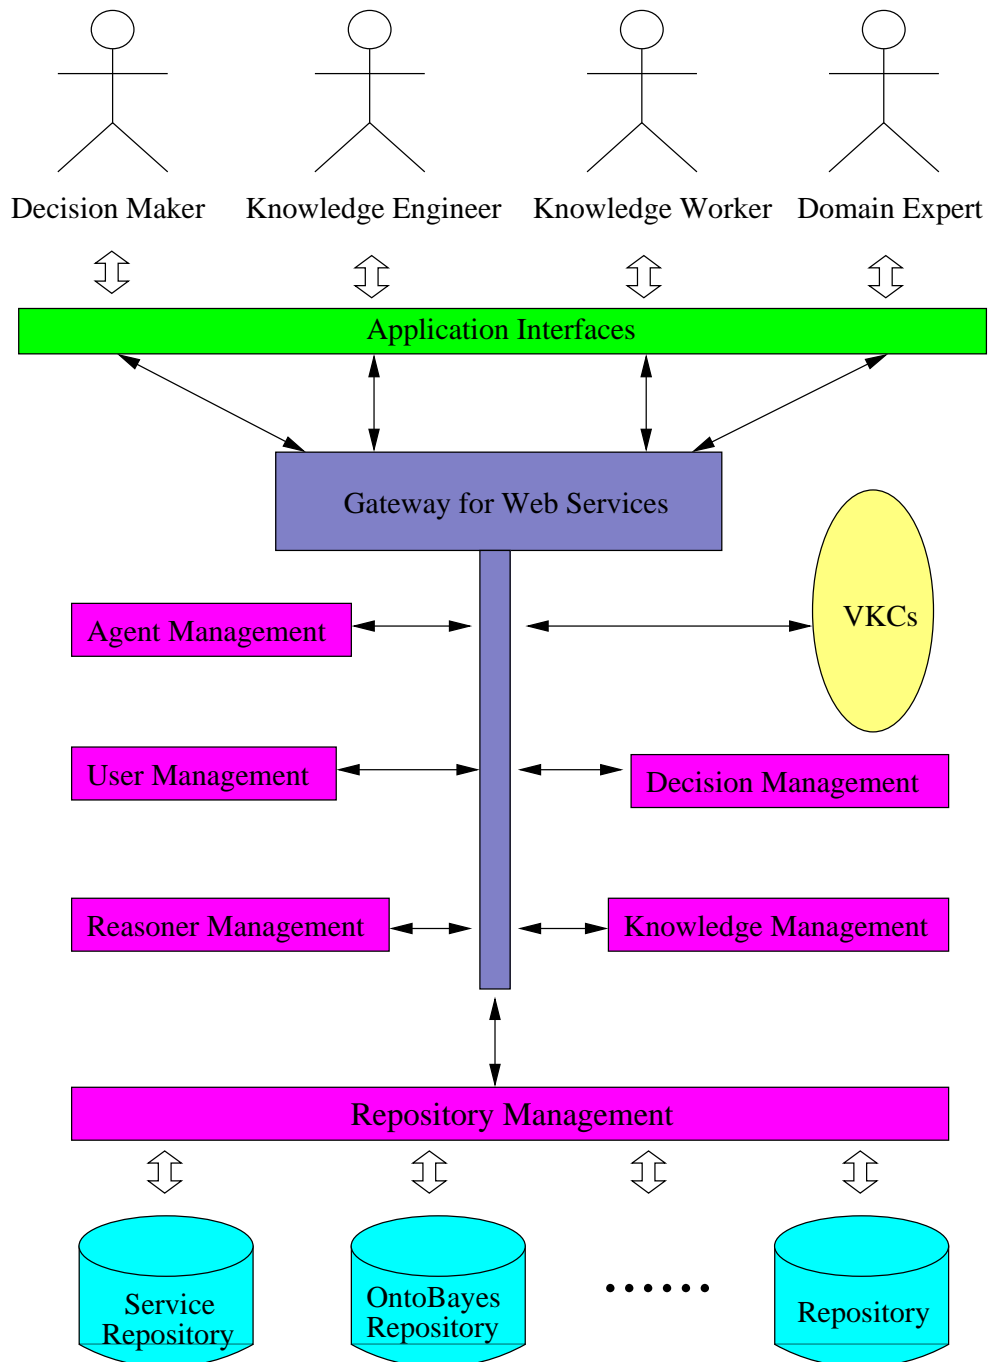 Decision Maker
Knowledge Engineer
Knowledge Worker
Domain Expert
Application Interfaces
Gateway for Web Services
Agent Management
VKCs
User Management
Decision Management
Reasoner Management
Knowledge Management
Repository Management
Service
Repository
OntoBayes
Repository
......
Repository